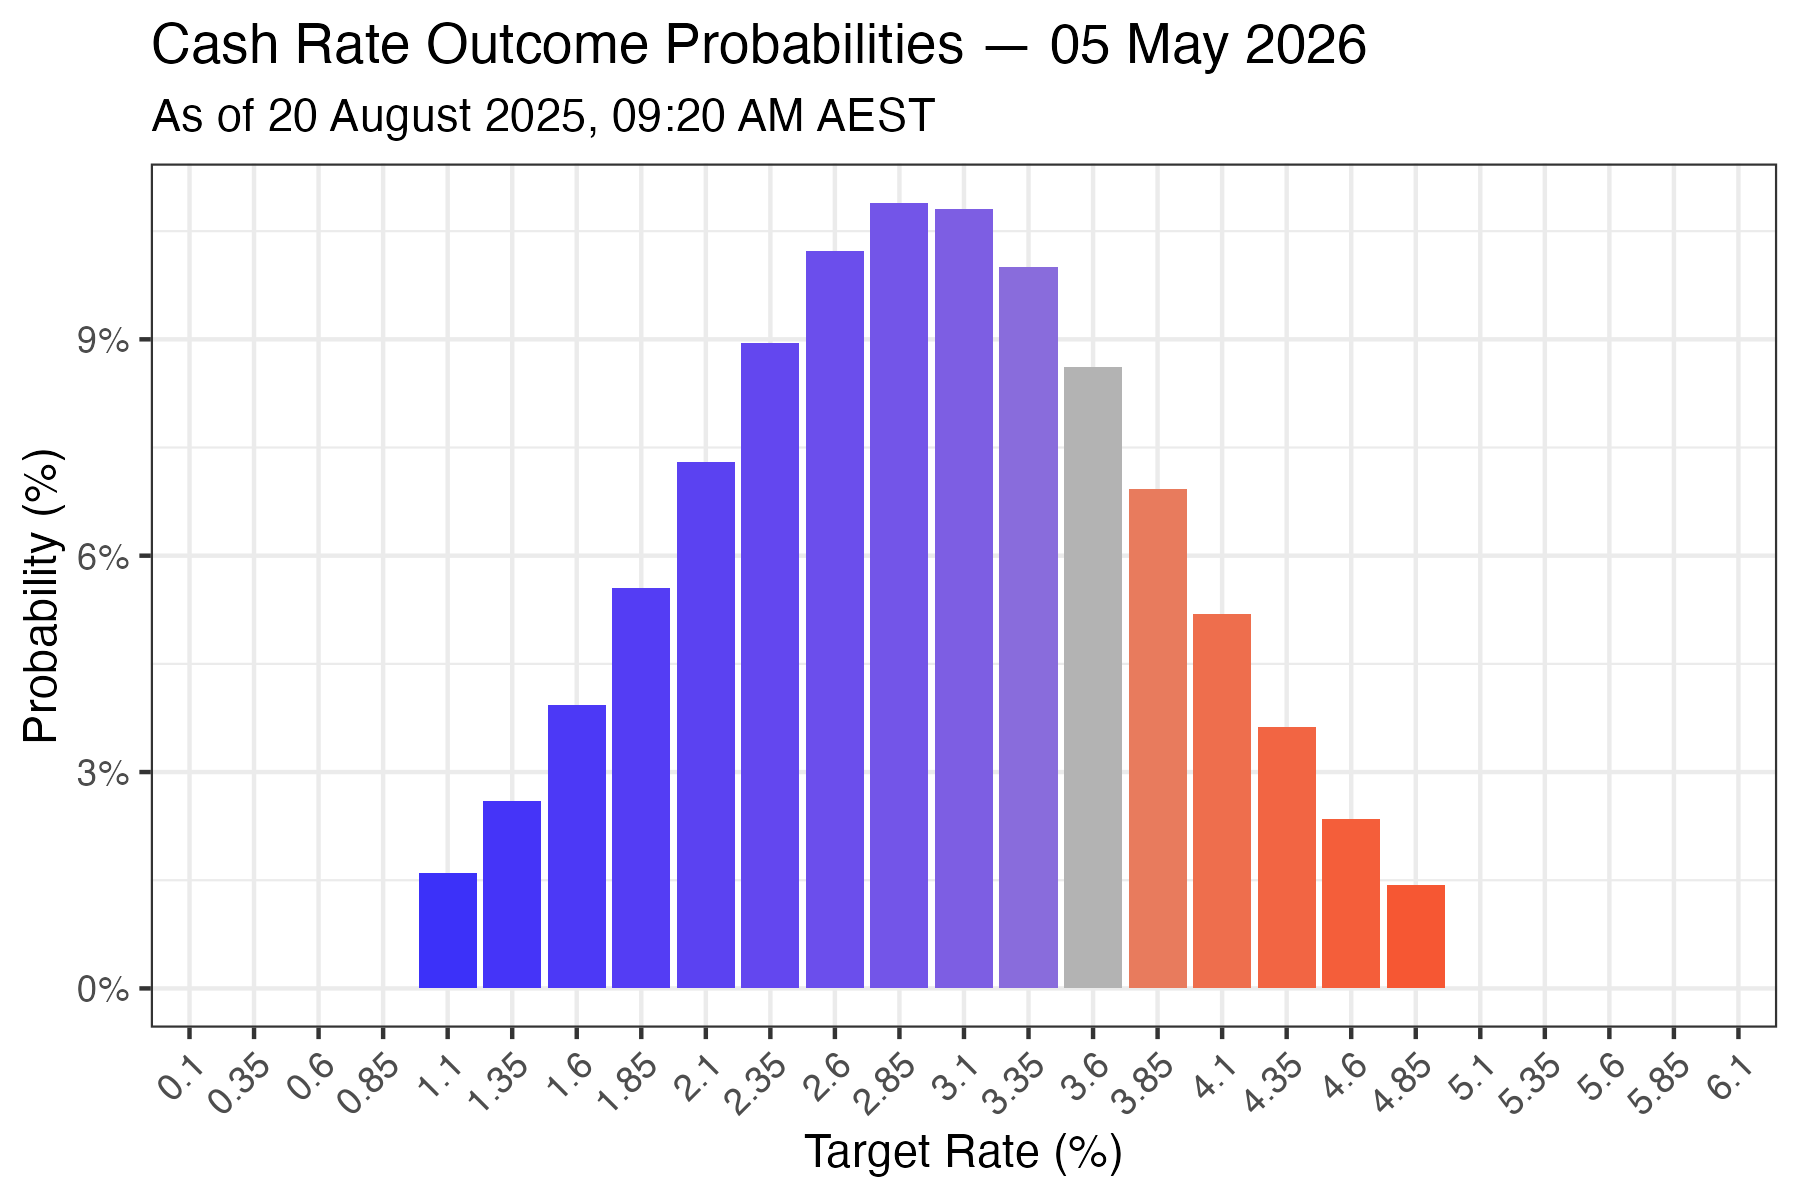 Cash Rate Outcome Probabilities — 05 May 2026
As of 20 August 2025, 09:20 AM AEST
Probability (%)
9%
6%
3%
0%
0.1 0.35 0.6 0.85 1.1 1.35 1.6 1.85 2.1 2.35 2.6 2.85 3.1 3.35 3.6 3.85 4.1 4.35 4.6 4.85 5.1 5.35 5.6 5.85 6.1
Target Rate (%)